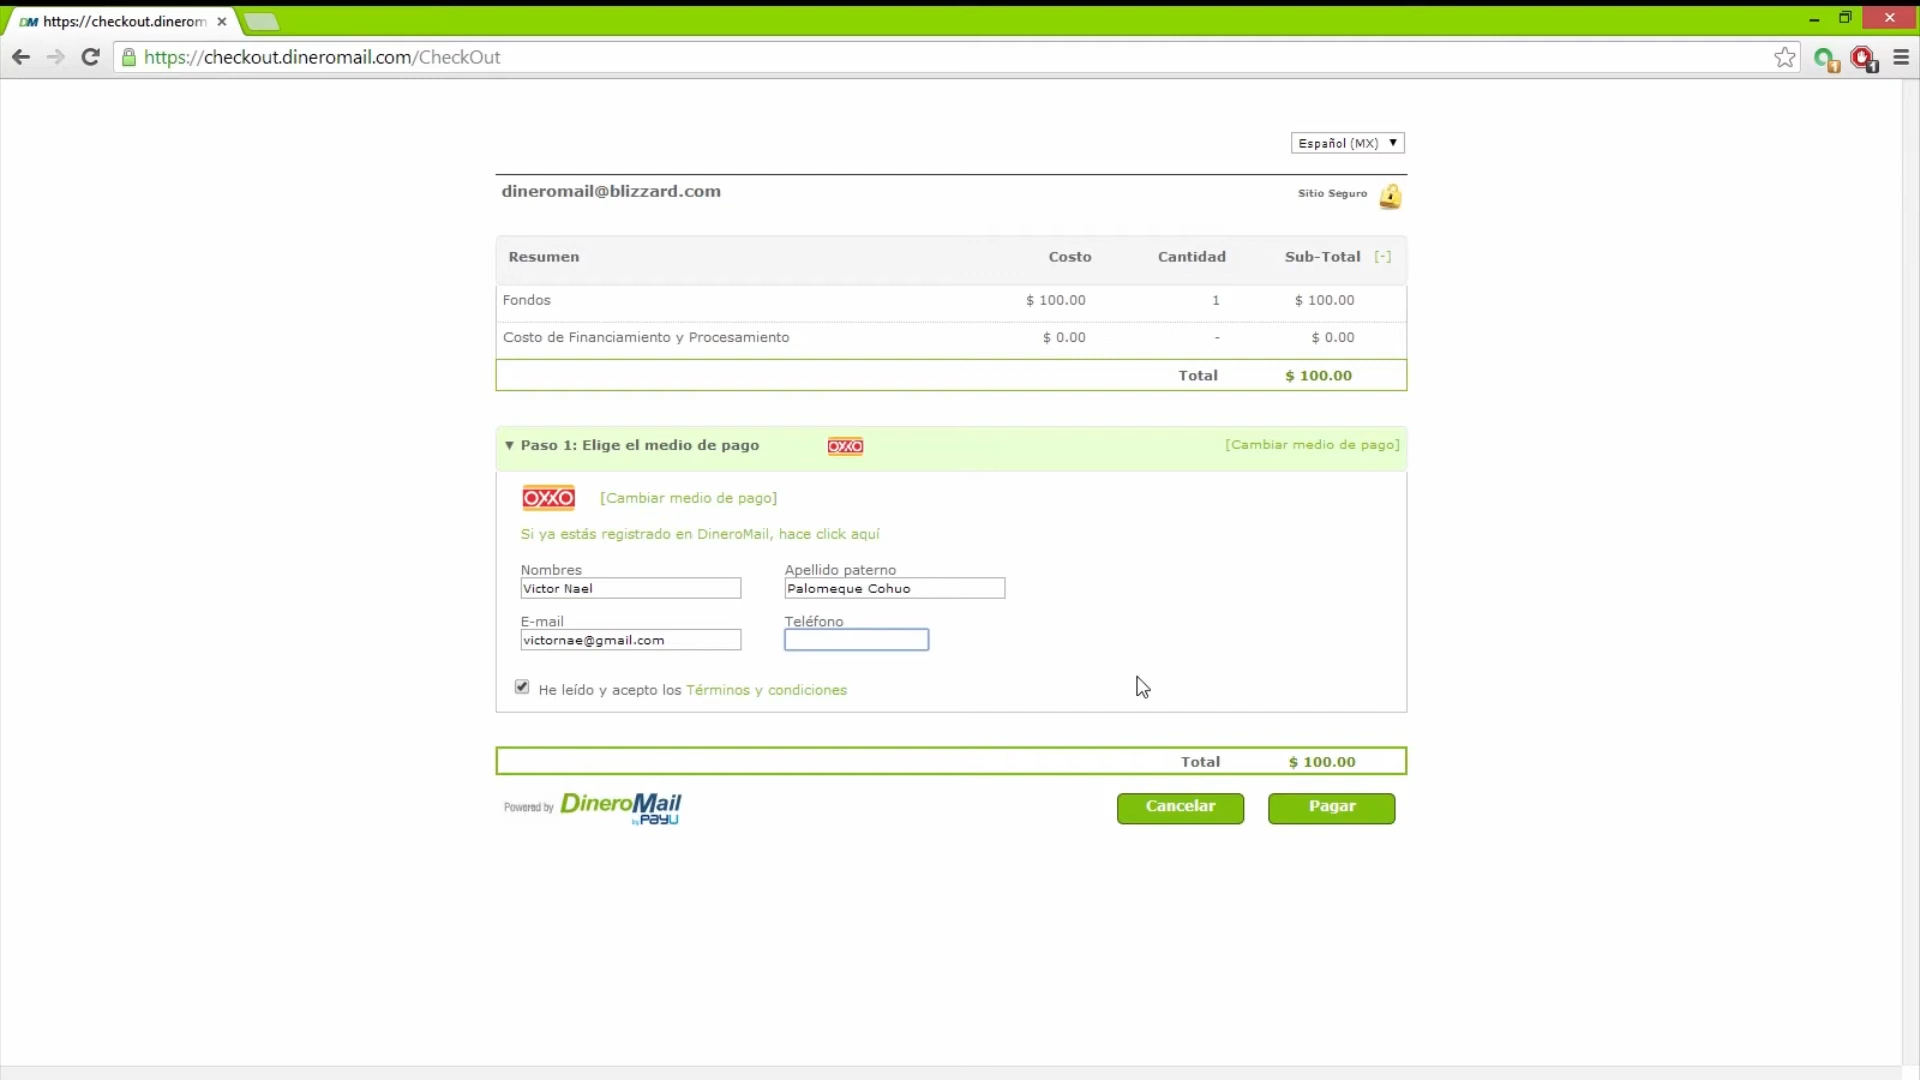 DM https://checkout.dinerom
https://checkout.dineromail.com/CheckOut
1
1
Español (MX)
dineromail@blizzard.com
Sitio Seguro
Resumen Costo Cantidad Sub-Total [-]
Fondos $ 100.00 1 $ 100.00
Costo de Financiamiento y Procesamiento $ 0.00 - $ 0.00
Total $ 100.00
Paso 1: Elige el medio de pago OXXO [Cambiar medio de pago]
OXXO [Cambiar medio de pago]
Si ya estás registrado en DineroMail, hace click aquí
Nombres Apellido paterno
Victor Nael Palomeque Cohuo
E-mail Teléfono
victornae@gmail.com
He leído y acepto los Términos y condiciones
Total $ 100.00
Powered by DineroMail
by PayU
Cancelar Pagar